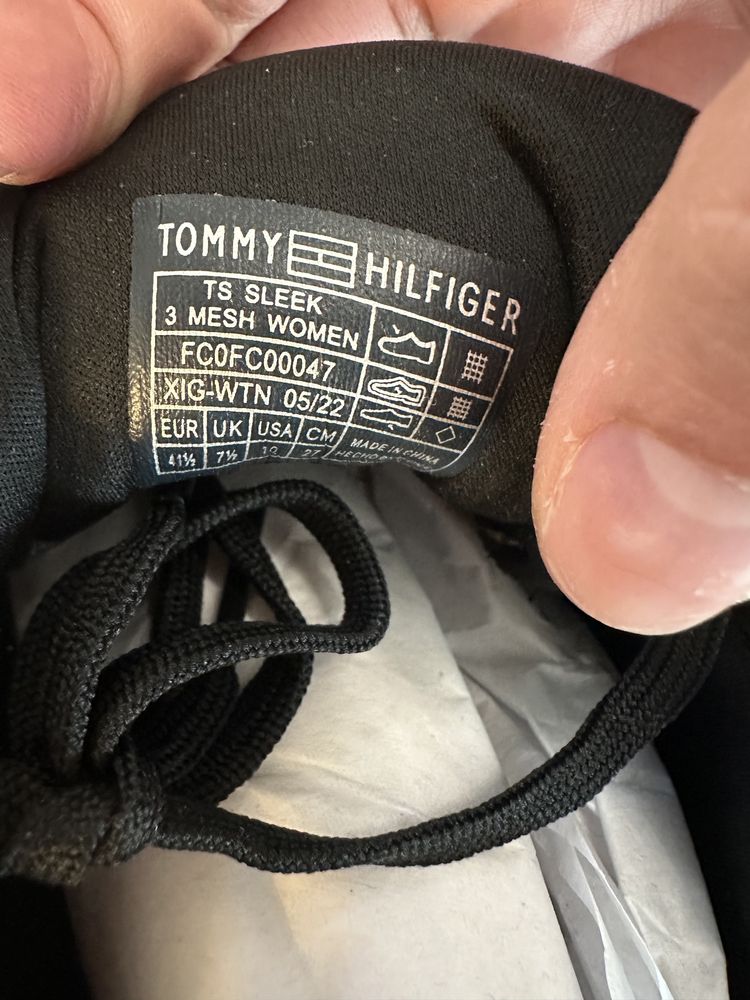 TOMMY HILFIGER
TS SLEEK
3 MESH WOMEN
FC0FC00047
XIG-WTN 05/22
EUR UK USA CM
41½ 7½ 10 27
MADE IN CHINA
HECHO